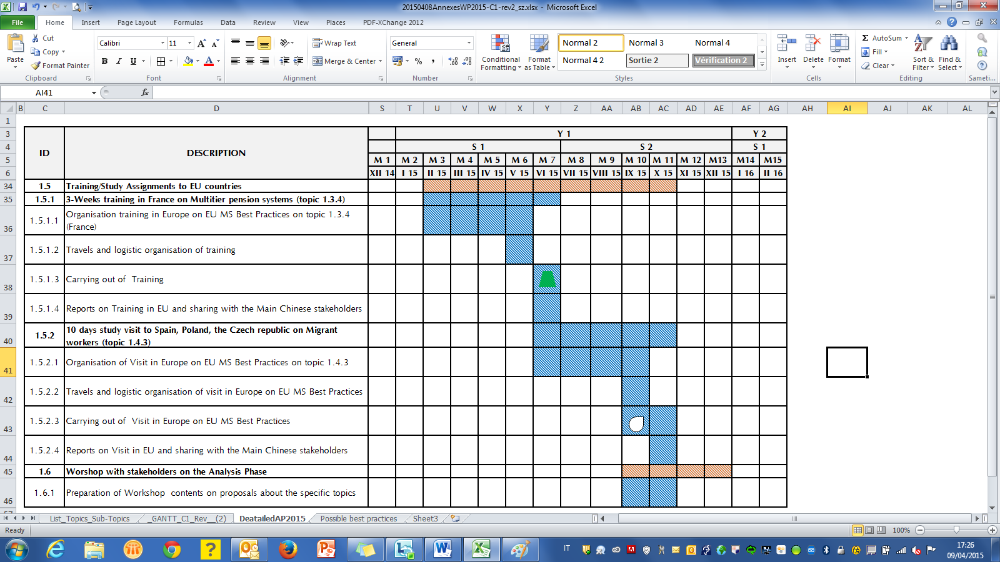 20150408AnnexesWP2015-C1-rev2_sz.xlsx - Microsoft Excel
File Home Insert Page Layout Formulas Data Review View Places PDF-XChange 2012
Paste
Cut
Copy
Format Painter
Clipboard
Calibri 11
B I U
Font
Wrap Text
Merge & Center
Alignment
General
% ,
Number
Conditional Formatting
Format as Table
Normal 2 Normal 3 Normal 4
Normal 4 2 Sortie 2 Vérification 2
Styles
Insert Delete Format
Cells
AutoSum
Fill
Clear
Sort & Filter
Find & Select
Editing
Sameti...
AI41 fx
B C D S T U V W X Y Z AA AB AC AD AE AF AG AH AI AJ AK AL
1
3 Y 1 Y 2
4 ID DESCRIPTION S 1 S 2 S 1
5 M 1 M 2 M 3 M 4 M 5 M 6 M 7 M 8 M 9 M 10 M 11 M 12 M13 M14 M15
6 XII 14 I 15 II 15 III 15 IV 15 V 15 VI 15 VII 15 VIII 15 IX 15 X 15 XI 15 XII 15 I 16 II 16
34 1.5 Training/Study Assignments to EU countries
35 1.5.1 3-Weeks training in France on Multitier pension systems (topic 1.3.4)
36 1.5.1.1 Organisation training in Europe on EU MS Best Practices on topic 1.3.4
(France)
37 1.5.1.2 Travels and logistic organisation of training
38 1.5.1.3 Carrying out of Training
39 1.5.1.4 Reports on Training in EU and sharing with the Main Chinese stakeholders
40 1.5.2 10 days study visit to Spain, Poland, the Czech republic on Migrant
workers (topic 1.4.3)
41 1.5.2.1 Organisation of Visit in Europe on EU MS Best Practices on topic 1.4.3
42 1.5.2.2 Travels and logistic organisation of visit in Europe on EU MS Best Practices
43 1.5.2.3 Carrying out of Visit in Europe on EU MS Best Practices
44 1.5.2.4 Reports on Visit in EU and sharing with the Main Chinese stakeholders
45 1.6 Worshop with stakeholders on the Analysis Phase
46 1.6.1 Preparation of Workshop contents on proposals about the specific topics
List_Topics_Sub-Topics _GANTT_C1_Rev__(2) DeatailedAP2015 Possible best practices Sheet3
Ready 100%
IT
17:26
09/04/2015